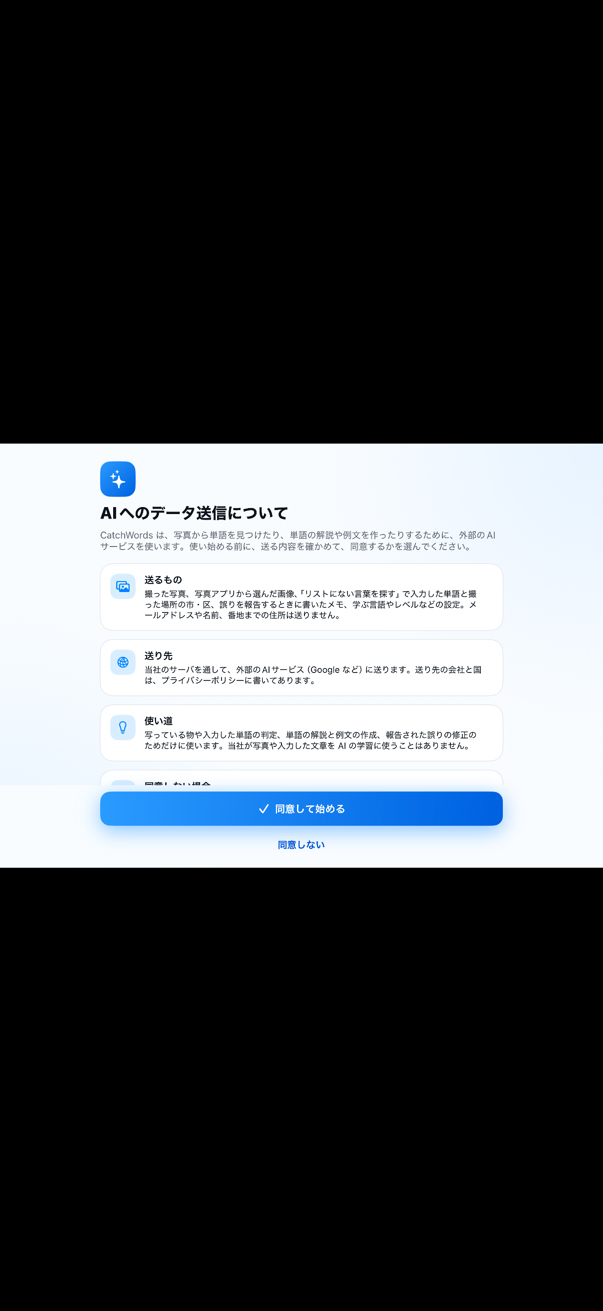 AIへのデータ送信について
CatchWords は、写真から単語を見つけたり、単語の解説や例文を作ったりするために、外部のAI
サービスを使います。使い始める前に、送る内容を確かめて、同意するかを選んでください。
送るもの
撮った写真、写真アプリから選んだ画像、「リストにない言葉を探す」で入力した単語と撮
った場所の市・区、誤りを報告するときに書いたメモ、学ぶ言語やレベルなどの設定。メ
ールアドレスや名前、番地までの住所は送りません。
送り先
当社のサーバを通して、外部のAIサービス（Google など）に送ります。送り先の会社と国
は、プライバシーポリシーに書いてあります。
使い道
写っている物や入力した単語の判定、単語の解説と例文の作成、報告された誤りの修正の
ためだけに使います。当社が写真や入力した文章を AI の学習に使うことはありません。
同意しない場合
同意して始める
同意しない